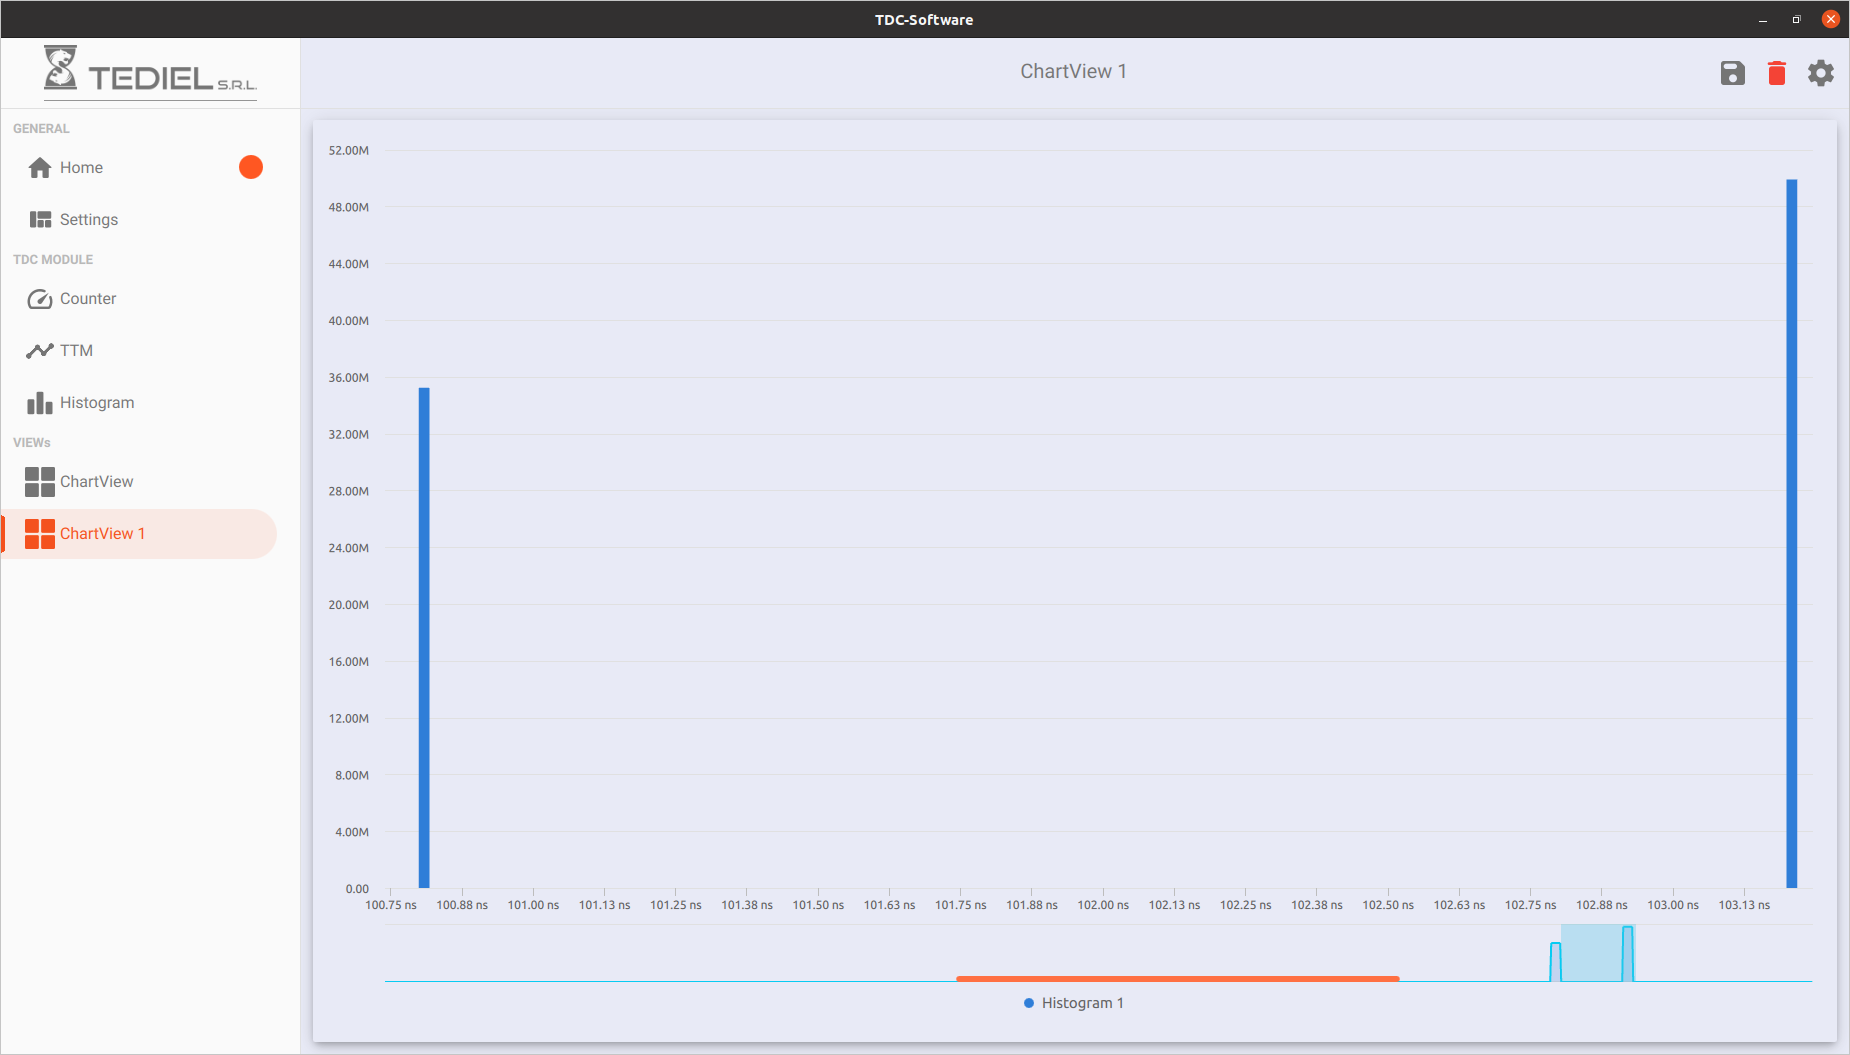 TDC-Software
TEDIEL S.R.L.
ChartView 1
GENERAL
Home
Settings
TDC MODULE
Counter
TTM
Histogram
VIEWs
ChartView
ChartView 1
52.00M
48.00M
44.00M
40.00M
36.00M
32.00M
28.00M
24.00M
20.00M
16.00M
12.00M
8.00M
4.00M
0.00
100.75 ns 100.88 ns 101.00 ns 101.13 ns 101.25 ns 101.38 ns 101.50 ns 101.63 ns 101.75 ns 101.88 ns 102.00 ns 102.13 ns 102.25 ns 102.38 ns 102.50 ns 102.63 ns 102.75 ns 102.88 ns 103.00 ns 103.13 ns
Histogram 1